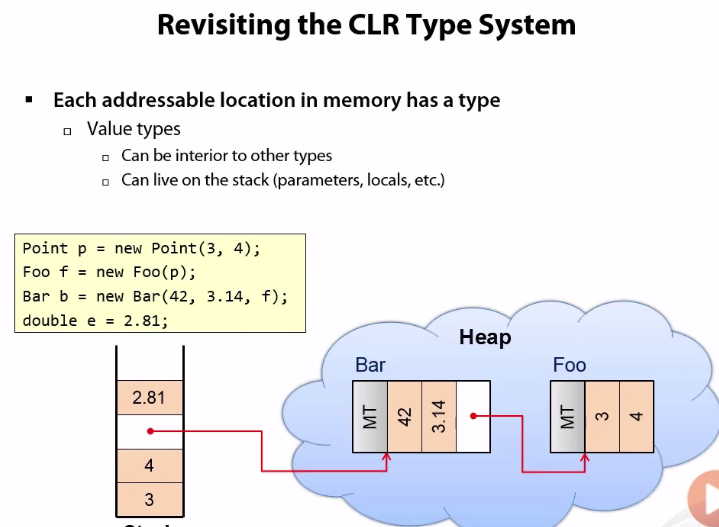 Revisiting the CLR Type System
Each addressable location in memory has a type
Value types
Can be interior to other types
Can live on the stack (parameters, locals, etc.)
Point p = new Point(3, 4);
Foo f = new Foo(p);
Bar b = new Bar(42, 3.14, f);
double e = 2.81;
Heap
Bar
Foo
2.81
4
3
MT
42
3.14
MT
3
4